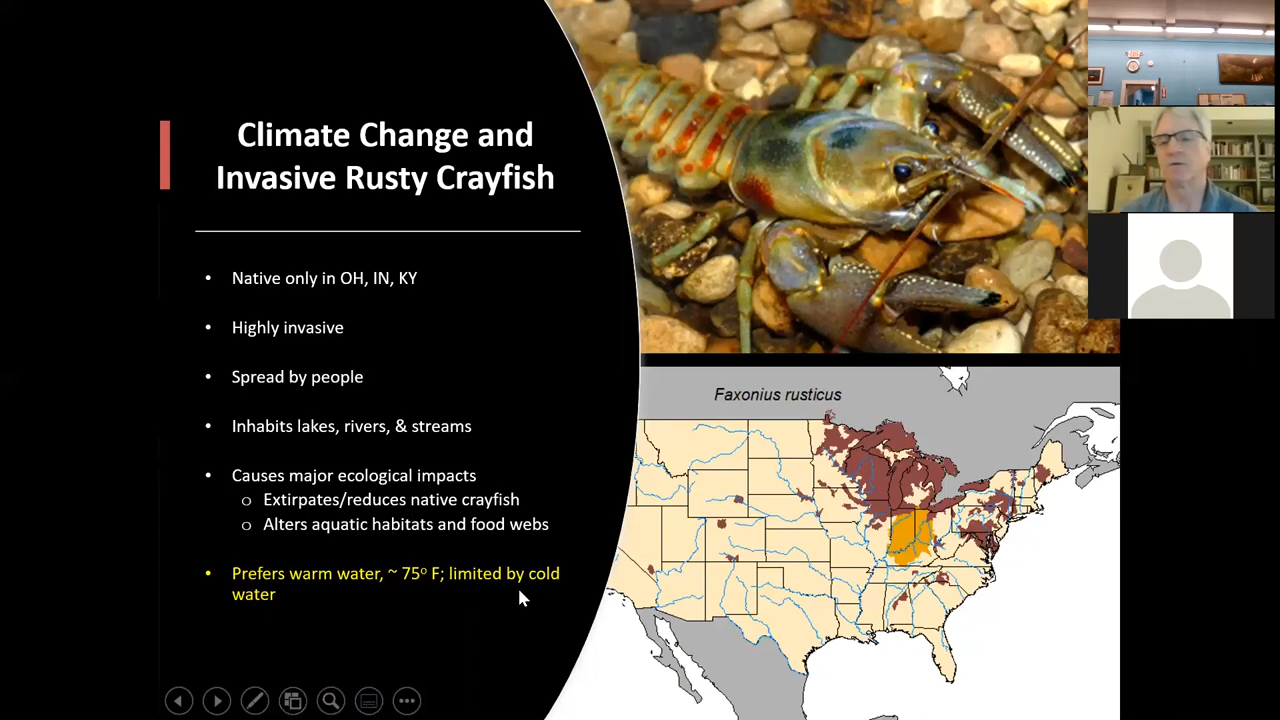 Climate Change and
Invasive Rusty Crayfish
• Native only in OH, IN, KY
• Highly invasive
• Spread by people
• Inhabits lakes, rivers, & streams
• Causes major ecological impacts
o Extirpates/reduces native crayfish
o Alters aquatic habitats and food webs
• Prefers warm water, ~ 75º F; limited by cold
water
Faxonius rusticus